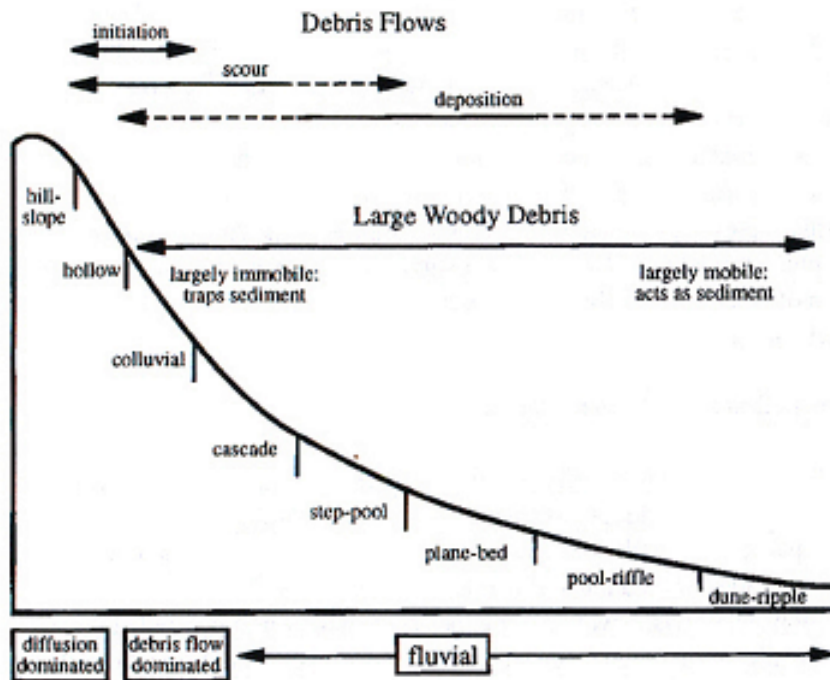 Debris Flows
initiation
scour
deposition
hill-
slope
Large Woody Debris
hollow
largely immobile:
traps sediment
largely mobile:
acts as sediment
colluvial
cascade
step-pool
plane-bed
pool-riffle
dune-ripple
diffusion
dominated
debris flow
dominated
fluvial